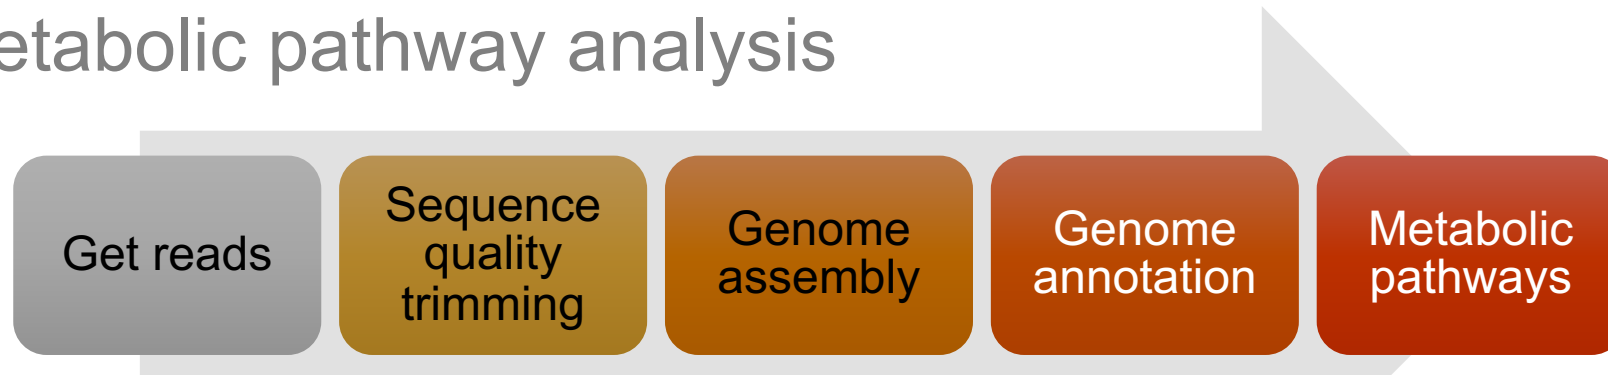 etabolic pathway analysis
Get reads
Sequence
quality
trimming
Genome
assembly
Genome
annotation
Metabolic
pathways